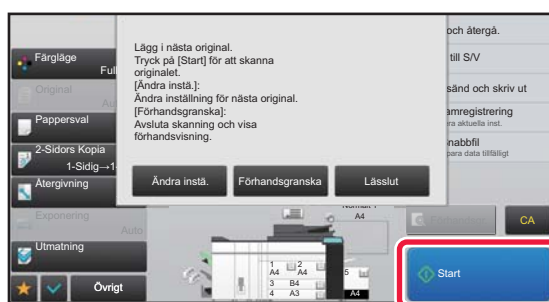 Lägg i nästa original.
Tryck på [Start] för att skanna
originalet.
[Ändra instä.]:
Ändra inställning för nästa original.
[Förhandsgranska]:
Avsluta skanning och visa
förhandsvisning.
Ändra instä.
Förhandsgranska
Lässlut
Färgläge
Full
Original
Auto
Pappersval
2-Sidors Kopia
1-Sidig→1
Återgivning
Exponering
Auto
Utmatning
Övrigt
och återgå.
till S/V
sänd och skriv ut
ra aktuella inst.
para data tillfälligt
A4
1 A4
2 A4
3 B4
4 A3
5
A4
CA
Start